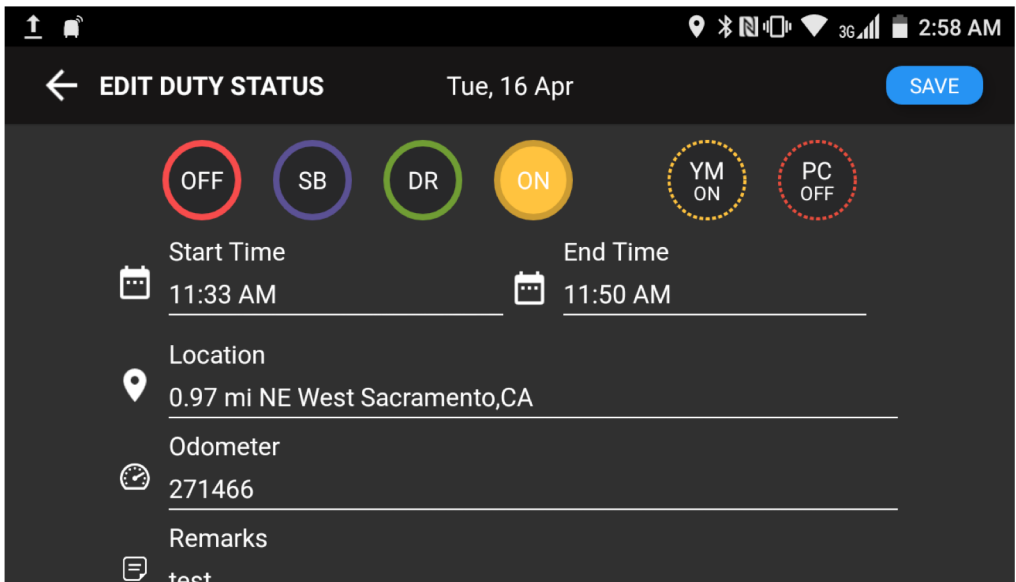 3G 2:58 AM
EDIT DUTY STATUS Tue, 16 Apr SAVE
OFF SB DR ON YM ON PC OFF
Start Time End Time
11:33 AM 11:50 AM
Location
0.97 mi NE West Sacramento,CA
Odometer
271466
Remarks
test